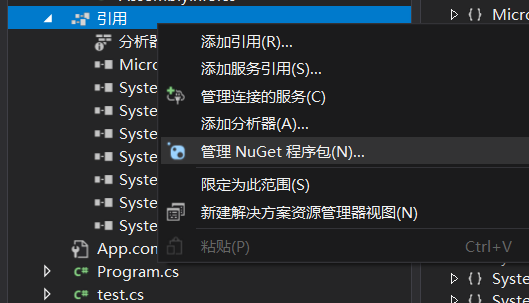 引用
添加引用(R)...
分析器
添加服务引用(S)...
Micro
管理连接的服务(C)
添加分析器(A)...
管理 NuGet 程序包(N)...
限定为此范围(S)
新建解决方案资源管理器视图(N)
粘贴(P) Ctrl+V
Syste
Syste
Syste
Syste
Syste
Syste
Syste
App.con
Program.cs
test.cs
Micro
Syste
Syste